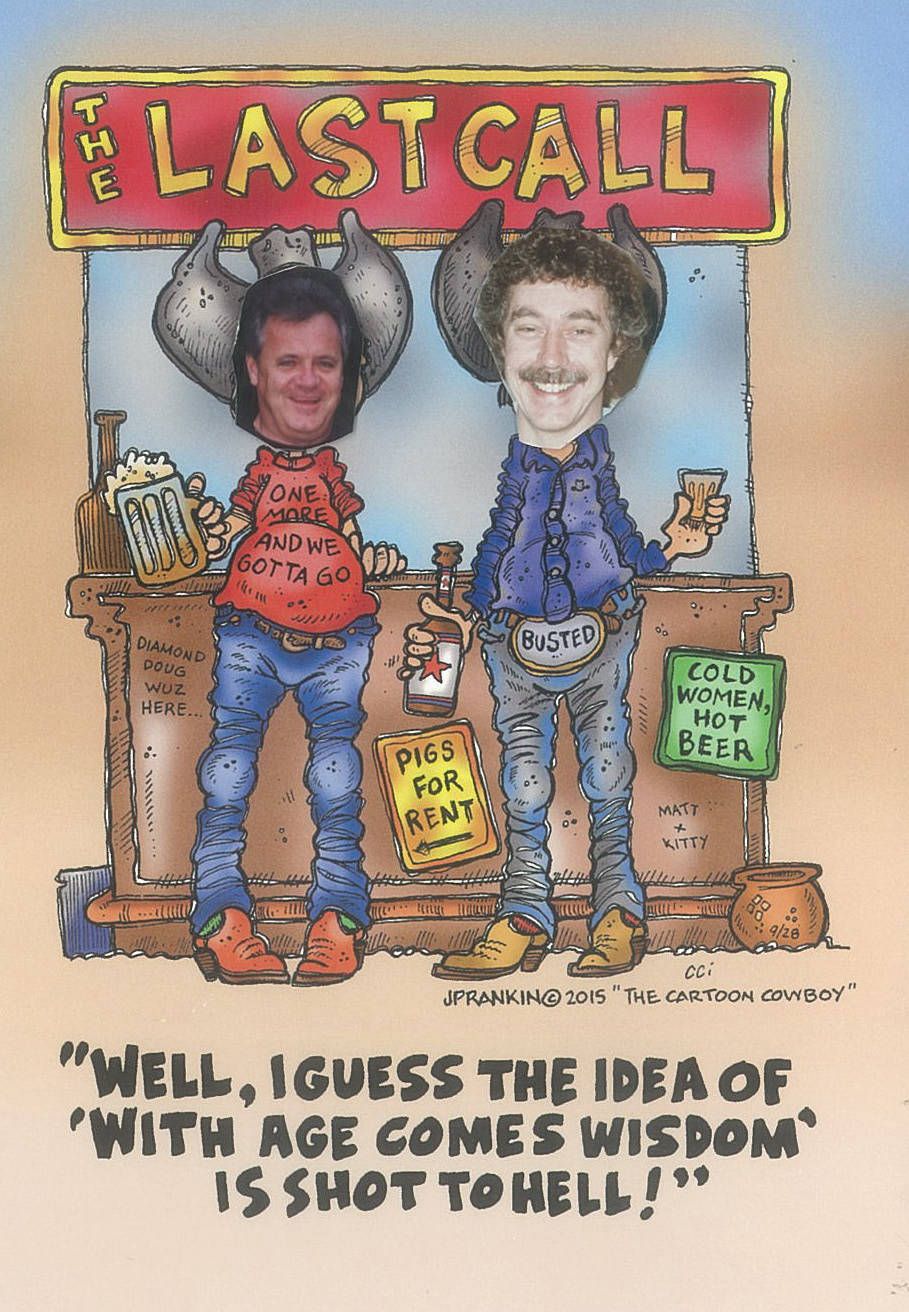 THE
LAST CALL
ONE
MORE
AND WE
GOTTA GO
BUSTED
DIAMOND
DOUG
WUZ
HERE...
COLD
WOMEN,
HOT
BEER
PIGS
FOR
RENT
MATT
+
KITTY
9/28
CCi
JPRANKIN © 2015 "THE CARTOON COWBOY"
"WELL, I GUESS THE IDEA OF
'WITH AGE COMES WISDOM'
IS SHOT TO HELL!"